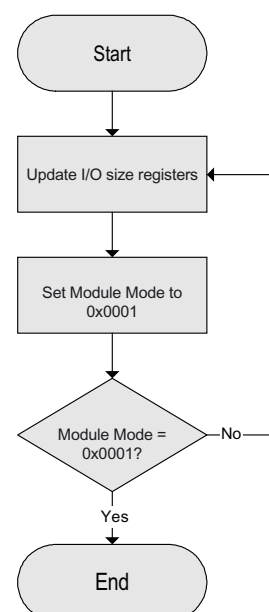 Start
Update I/O size registers
Set Module Mode to
0x0001
Module Mode =
0x0001?
No
Yes
End